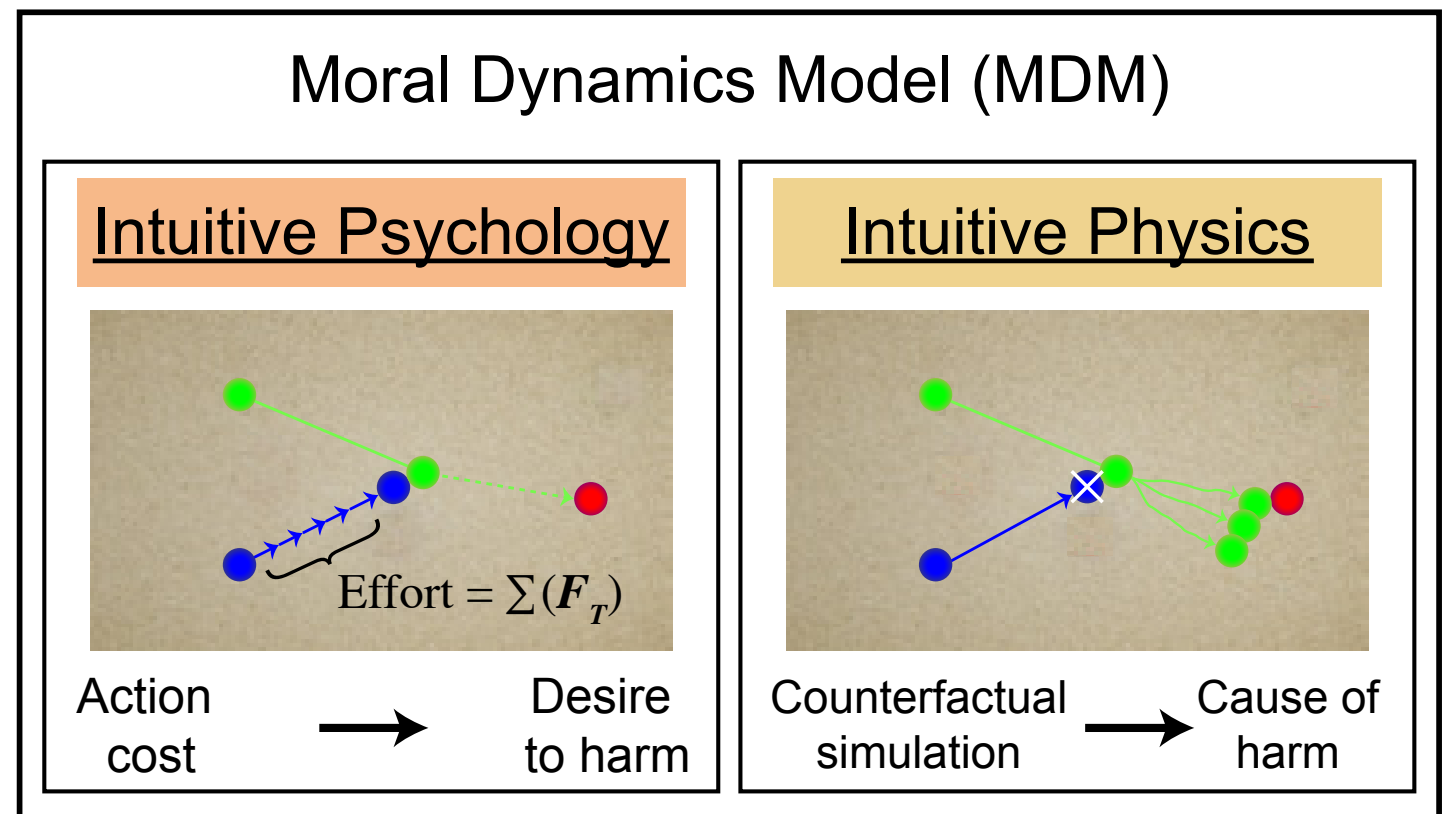 Moral Dynamics Model (MDM)
Intuitive Psychology
Effort = ∑(F_T)
Action
cost
Desire
to harm
Intuitive Physics
Counterfactual
simulation
Cause of
harm